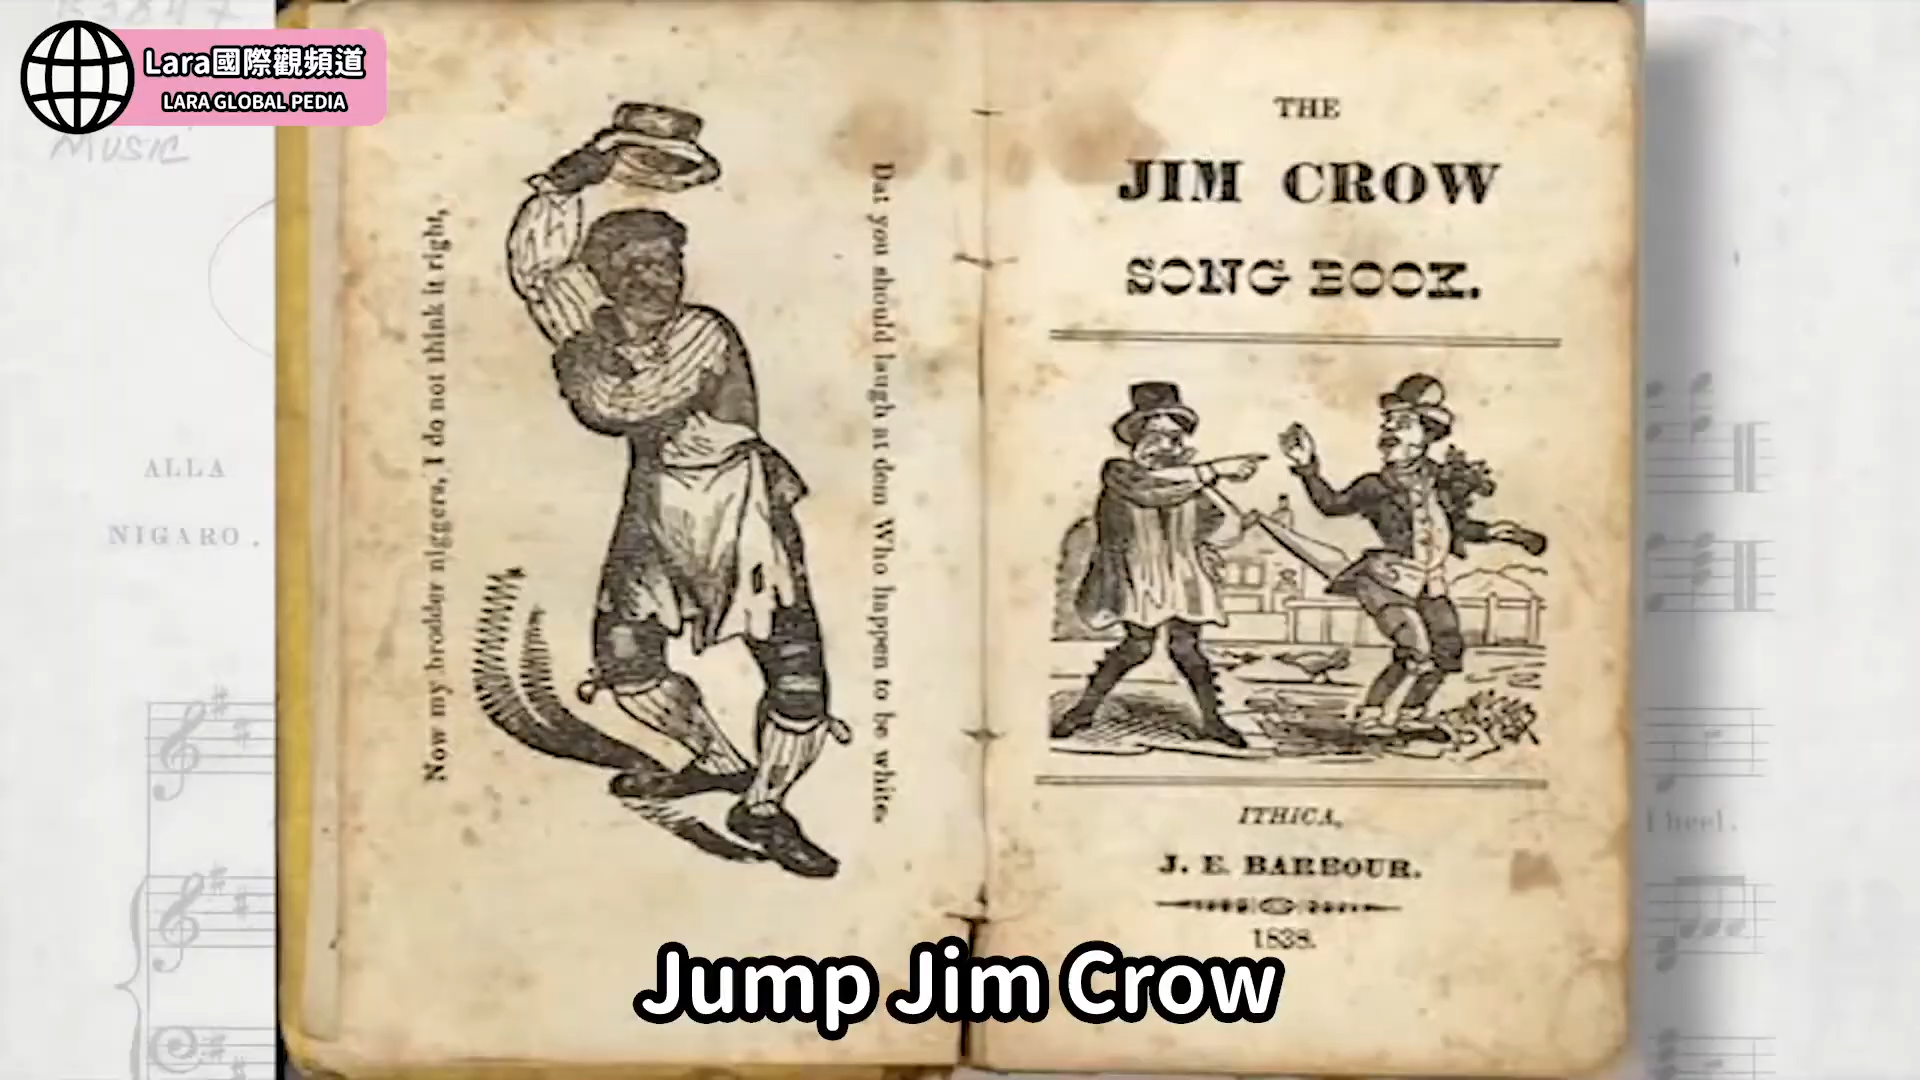 Lara國際觀頻道
LARA GLOBAL PEDIA
MUSIC
ALLA
NIGARO.
Now my broder niggers, I do not think it right,
Dat you should laugh at dem Who happen to be white.
THE
JIM CROW
SONG BOOK.
ITHICA,
J. E. BARBOUR.
1838.
heel.
Jump Jim Crow